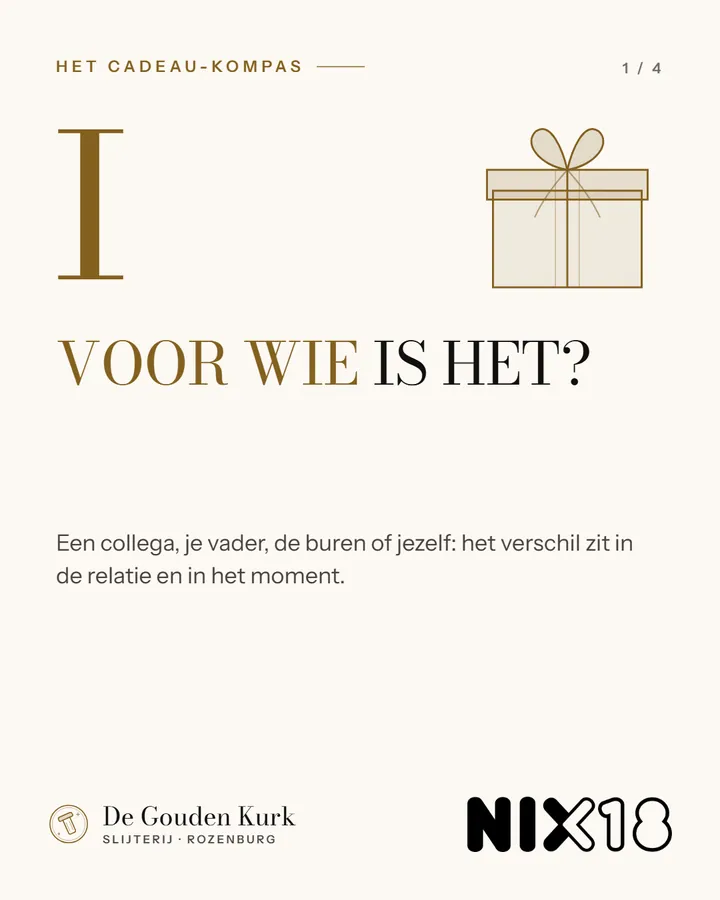 HET CADEAU-KOMPAS
1 / 4
I
VOOR WIE IS HET?
Een collega, je vader, de buren of jezelf: het verschil zit in
de relatie en in het moment.
De Gouden Kurk
SLIJTERIJ · ROZENBURG
NIX18